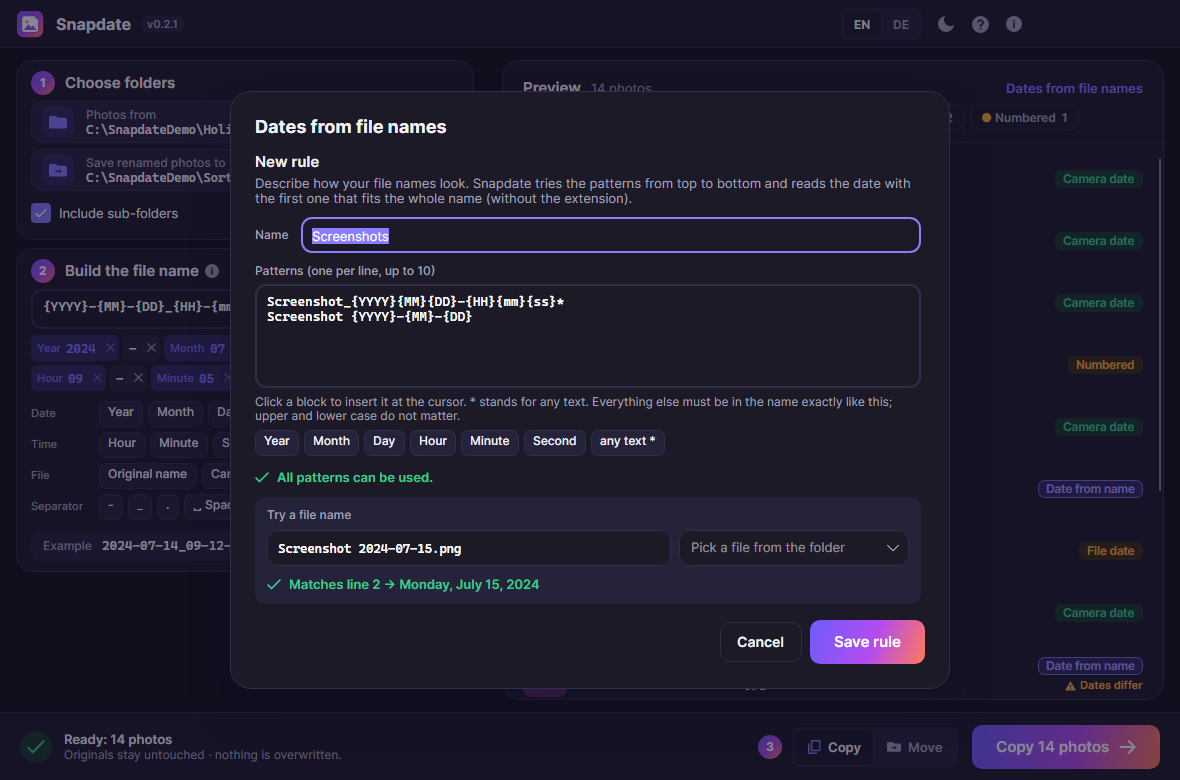 Snapdate v0.2.1
EN DE
1 Choose folders
Photos from
C:\SnapdateDemo\Holi
Save renamed photos to
C:\SnapdateDemo\Sort
Include sub-folders
2 Build the file name
{YYYY}-{MM}-{DD}_{HH}-{mm
Year 2024 × – × Month 07
Hour 09 × – × Minute 05 ×
Date Year Month Da
Time Hour Minute S
File Original name Car
Separator - _ . ␣ Spac
Example 2024-07-14_09-12-
Preview 14 photos
Dates from file names
2 Numbered 1
Camera date
Camera date
Camera date
Numbered
Camera date
Date from name
File date
Camera date
Date from name
Dates differ
Dates from file names
New rule
Describe how your file names look. Snapdate tries the patterns from top to bottom and reads the date with
the first one that fits the whole name (without the extension).
Name Screenshots
Patterns (one per line, up to 10)
Screenshot_{YYYY}{MM}{DD}-{HH}{mm}{ss}*
Screenshot {YYYY}-{MM}-{DD}
Click a block to insert it at the cursor. * stands for any text. Everything else must be in the name exactly like this;
upper and lower case do not matter.
Year Month Day Hour Minute Second any text *
All patterns can be used.
Try a file name
Screenshot 2024-07-15.png Pick a file from the folder
Matches line 2 → Monday, July 15, 2024
Cancel Save rule
Ready: 14 photos
Originals stay untouched · nothing is overwritten.
3 Copy Move Copy 14 photos →